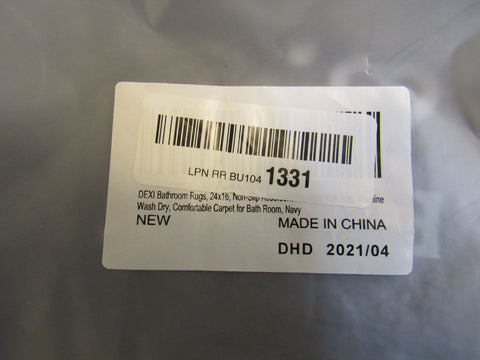 LPN RR BU104 1331
DEXI Bathroom Rugs, 24x16, Non-Slip
Wash Dry, Comfortable Carpet for Bath Room, Navy
NEW MADE IN CHINA
DHD 2021/04